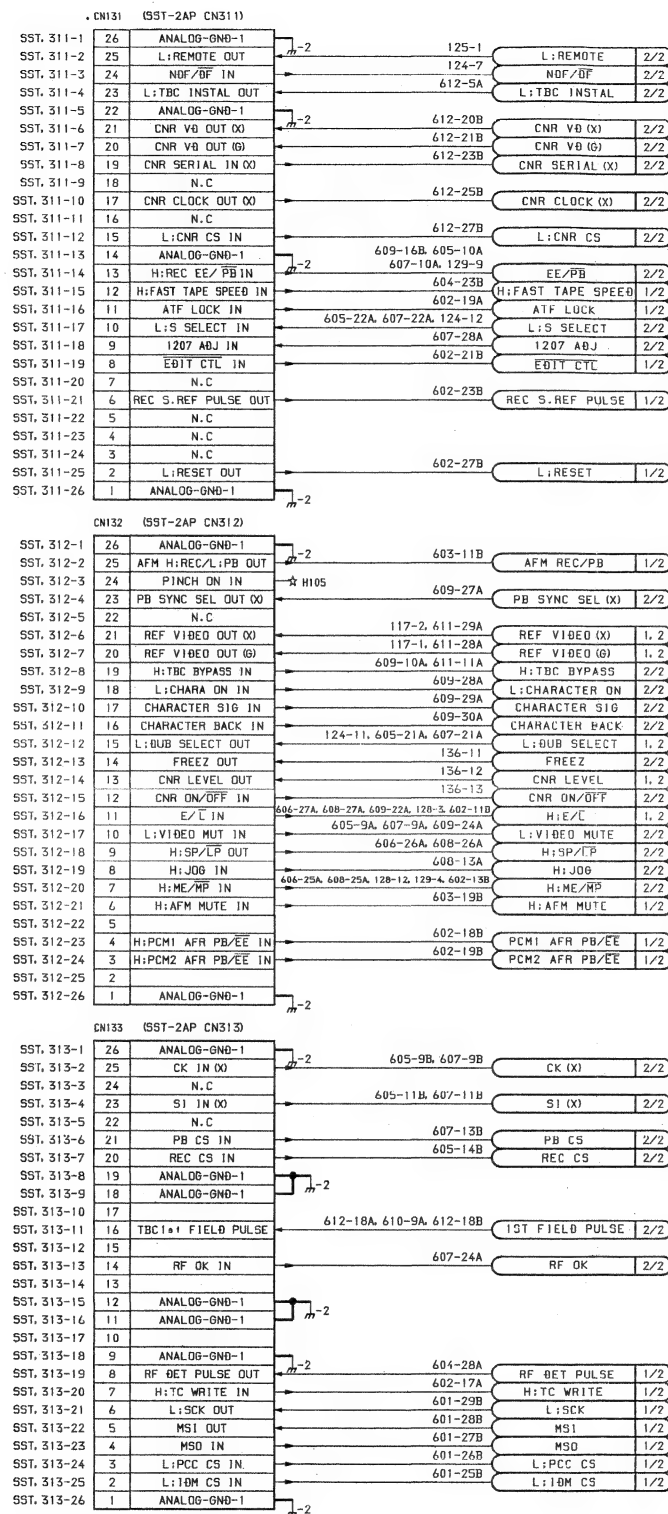 CN131 (SST-2AP CN311)
SST. 311-1 26 ANALOG-GND-1 -2
SST. 311-2 25 L:REMOTE OUT 125-1 L:REMOTE 2/2
SST. 311-3 24 NDF/D̅F̅ IN 124-7 NDF/D̅F̅ 2/2
SST. 311-4 23 L:TBC INSTAL OUT 612-5A L:TBC INSTAL 2/2
SST. 311-5 22 ANALOG-GND-1 -2
SST. 311-6 21 CNR VD OUT (X) 612-20B CNR VD (X) 2/2
SST. 311-7 20 CNR VD OUT (G) 612-21B CNR VD (G) 2/2
SST. 311-8 19 CNR SERIAL IN (X) 612-23B CNR SERIAL (X) 2/2
SST. 311-9 18 N.C
SST. 311-10 17 CNR CLOCK OUT (X) 612-25B CNR CLOCK (X) 2/2
SST. 311-11 16 N.C
SST. 311-12 15 L:CNR CS IN 612-27B L:CNR CS 2/2
SST. 311-13 14 ANALOG-GND-1 -2 609-16B, 605-10A
SST. 311-14 13 H:REC EE/P̅B̅ IN 607-10A, 129-9 EE/P̅B̅ 2/2
SST. 311-15 12 H:FAST TAPE SPEED IN 604-23B H:FAST TAPE SPEED 1/2
SST. 311-16 11 ATF LOCK IN 602-19A ATF LOCK 1/2
SST. 311-17 10 L:S SELECT IN 605-22A, 607-22A, 124-12 L:S SELECT 2/2
SST. 311-18 9 1207 ADJ IN 607-28A 1207 ADJ 2/2
SST. 311-19 8 E̅D̅I̅T̅ C̅T̅L̅ IN 602-21B E̅D̅I̅T̅ C̅T̅L̅ 1/2
SST. 311-20 7 N.C
SST. 311-21 6 REC S.REF PULSE OUT 602-23B REC S.REF PULSE 1/2
SST. 311-22 5 N.C
SST. 311-23 4 N.C
SST. 311-24 3 N.C
SST. 311-25 2 L:RESET OUT 602-27B L:RESET 1/2
SST. 311-26 1 ANALOG-GND-1 -2
CN132 (SST-2AP CN312)
SST. 312-1 26 ANALOG-GND-1 -2
SST. 312-2 25 AFM H:REC/L:PB OUT 603-11B AFM REC/PB 1/2
SST. 312-3 24 PINCH ON IN ☆ H105
SST. 312-4 23 PB SYNC SEL OUT (X) 609-27A PB SYNC SEL (X) 2/2
SST. 312-5 22 N.C
SST. 312-6 21 REF VIDEO OUT (X) 117-2, 611-29A REF VIDEO (X) 1, 2
SST. 312-7 20 REF VIDEO OUT (G) 117-1, 611-28A REF VIDEO (G) 1, 2
SST. 312-8 19 H:TBC BYPASS IN 609-10A, 611-11A H:TBC BYPASS 2/2
SST. 312-9 18 L:CHARA ON IN 609-28A L:CHARACTER ON 2/2
SST. 312-10 17 CHARACTER SIG IN 609-29A CHARACTER SIG 2/2
SST. 312-11 16 CHARACTER BACK IN 609-30A CHARACTER BACK 2/2
SST. 312-12 15 L:DUB SELECT OUT 124-11, 605-21A, 607-21A L:DUB SELECT 1, 2
SST. 312-13 14 FREEZ OUT 136-11 FREEZ 2/2
SST. 312-14 13 CNR LEVEL OUT 136-12 CNR LEVEL 1, 2
SST. 312-15 12 CNR ON/O̅F̅F̅ IN 136-13 CNR ON/O̅F̅F̅ 2/2
SST. 312-16 11 E/L̅ IN 606-27A, 608-27A, 609-22A, 128-3, 602-11B H:E/L̅ 1, 2
SST. 312-17 10 L:VIDEO MUT IN 605-9A, 607-9A, 609-24A L:VIDEO MUTE 2/2
SST. 312-18 9 H:SP/L̅P̅ OUT 606-26A, 608-26A H:SP/L̅P̅ 2/2
SST. 312-19 8 H:JOG IN 608-13A H:JOG 2/2
SST. 312-20 7 H:ME/M̅P̅ IN 606-25A, 608-25A, 128-12, 129-4, 602-13B H:ME/M̅P̅ 2/2
SST. 312-21 6 H:AFM MUTE IN 603-19B H:AFM MUTE 1/2
SST. 312-22 5
SST. 312-23 4 H:PCM1 AFR PB/E̅E̅ IN 602-18B PCM1 AFR PB/E̅E̅ 1/2
SST. 312-24 3 H:PCM2 AFR PB/E̅E̅ IN 602-19B PCM2 AFR PB/E̅E̅ 1/2
SST. 312-25 2
SST. 312-26 1 ANALOG-GND-1 -2
CN133 (SST-2AP CN313)
SST. 313-1 26 ANALOG-GND-1 -2
SST. 313-2 25 CK IN (X) 605-9B, 607-9B CK (X) 2/2
SST. 313-3 24 N.C
SST. 313-4 23 SI IN (X) 605-11B, 607-11B SI (X) 2/2
SST. 313-5 22 N.C
SST. 313-6 21 PB CS IN 607-13B PB CS 2/2
SST. 313-7 20 REC CS IN 605-14B REC CS 2/2
SST. 313-8 19 ANALOG-GND-1 -2
SST. 313-9 18 ANALOG-GND-1
SST. 313-10 17
SST. 313-11 16 TBC1st FIELD PULSE 612-18A, 610-9A, 612-18B 1ST FIELD PULSE 2/2
SST. 313-12 15
SST. 313-13 14 RF OK IN 607-24A RF OK 2/2
SST. 313-14 13
SST. 313-15 12 ANALOG-GND-1 -2
SST. 313-16 11 ANALOG-GND-1
SST. 313-17 10
SST. 313-18 9 ANALOG-GND-1 -2
SST. 313-19 8 RF DET PULSE OUT 604-28A RF DET PULSE 1/2
SST. 313-20 7 H:TC WRITE IN 602-17A H:TC WRITE 1/2
SST. 313-21 6 L:SCK OUT 601-29B L:SCK 1/2
SST. 313-22 5 MSI OUT 601-28B MSI 1/2
SST. 313-23 4 MSO IN 601-27B MSO 1/2
SST. 313-24 3 L:PCC CS IN. 601-26B L:PCC CS 1/2
SST. 313-25 2 L:IDM CS IN 601-25B L:IDM CS 1/2
SST. 313-26 1 ANALOG-GND-1 -2